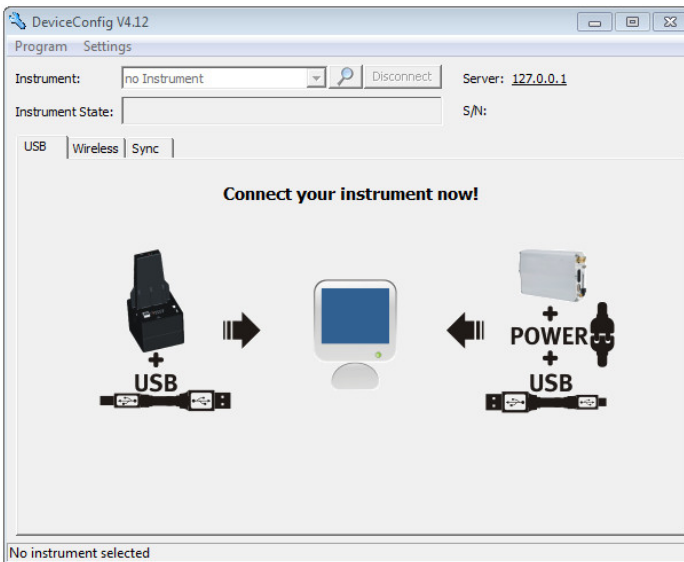 DeviceConfig V4.12
Program Settings
Instrument: no Instrument Disconnect Server: 127.0.0.1
Instrument State: S/N:
USB Wireless Sync
Connect your instrument now!
+
POWER
+
+
USB
USB
No instrument selected